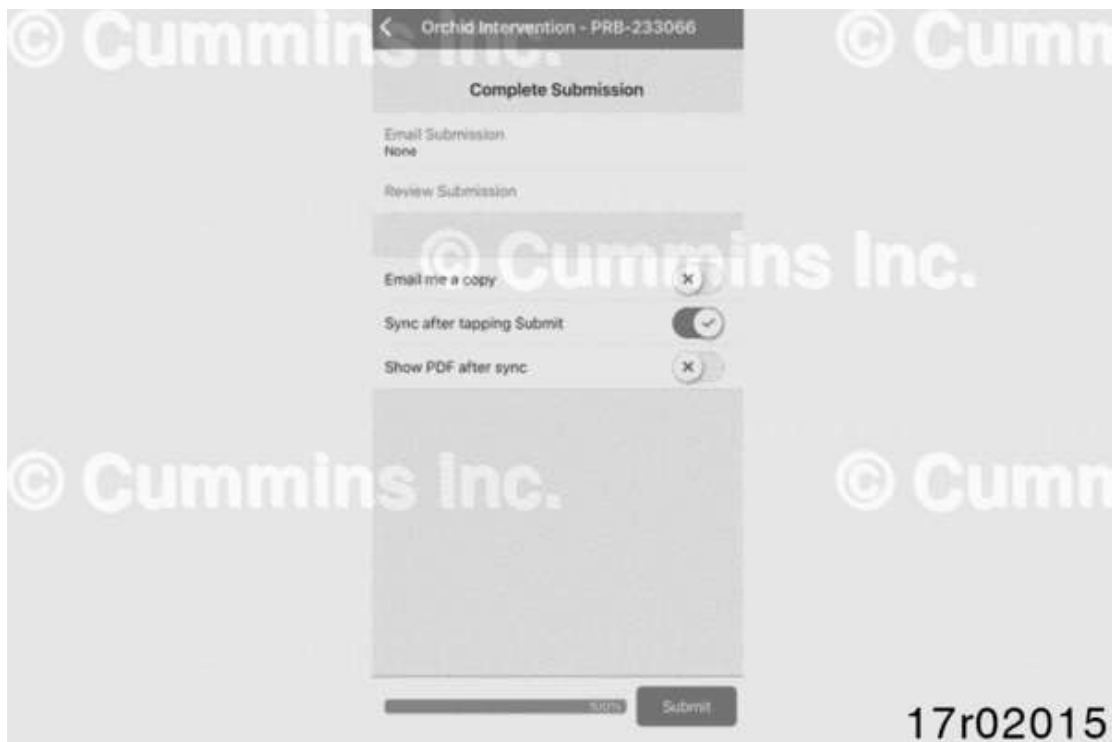 © Cummins Inc.
© Cumm
Orchid Intervention - PRB-233066
Complete Submission
Email Submission
None
Review Submission
© Cummins Inc.
Email me a copy
Sync after tapping Submit
Show PDF after sync
© Cummins Inc.
© Cumm
100%
Submit
17r02015